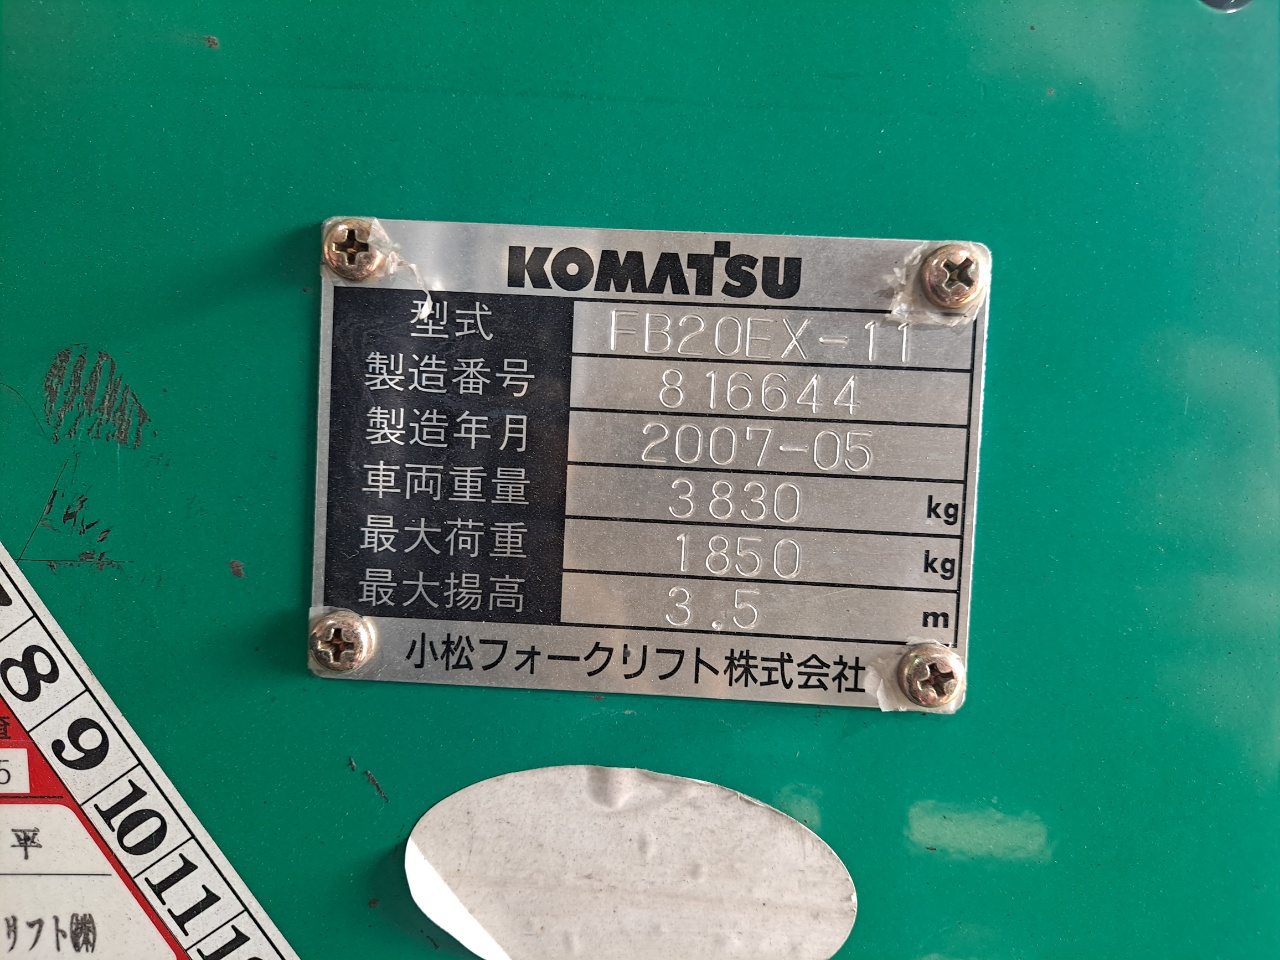 KOMATSU
型式 FB20EX-11
製造番号 816644
製造年月 2007-05
車両重量 3830 kg
最大荷重 1850 kg
最大揚高 3.5 m
小松フォークリフト株式会社
8
9
10
11
5
平
リフト㈱